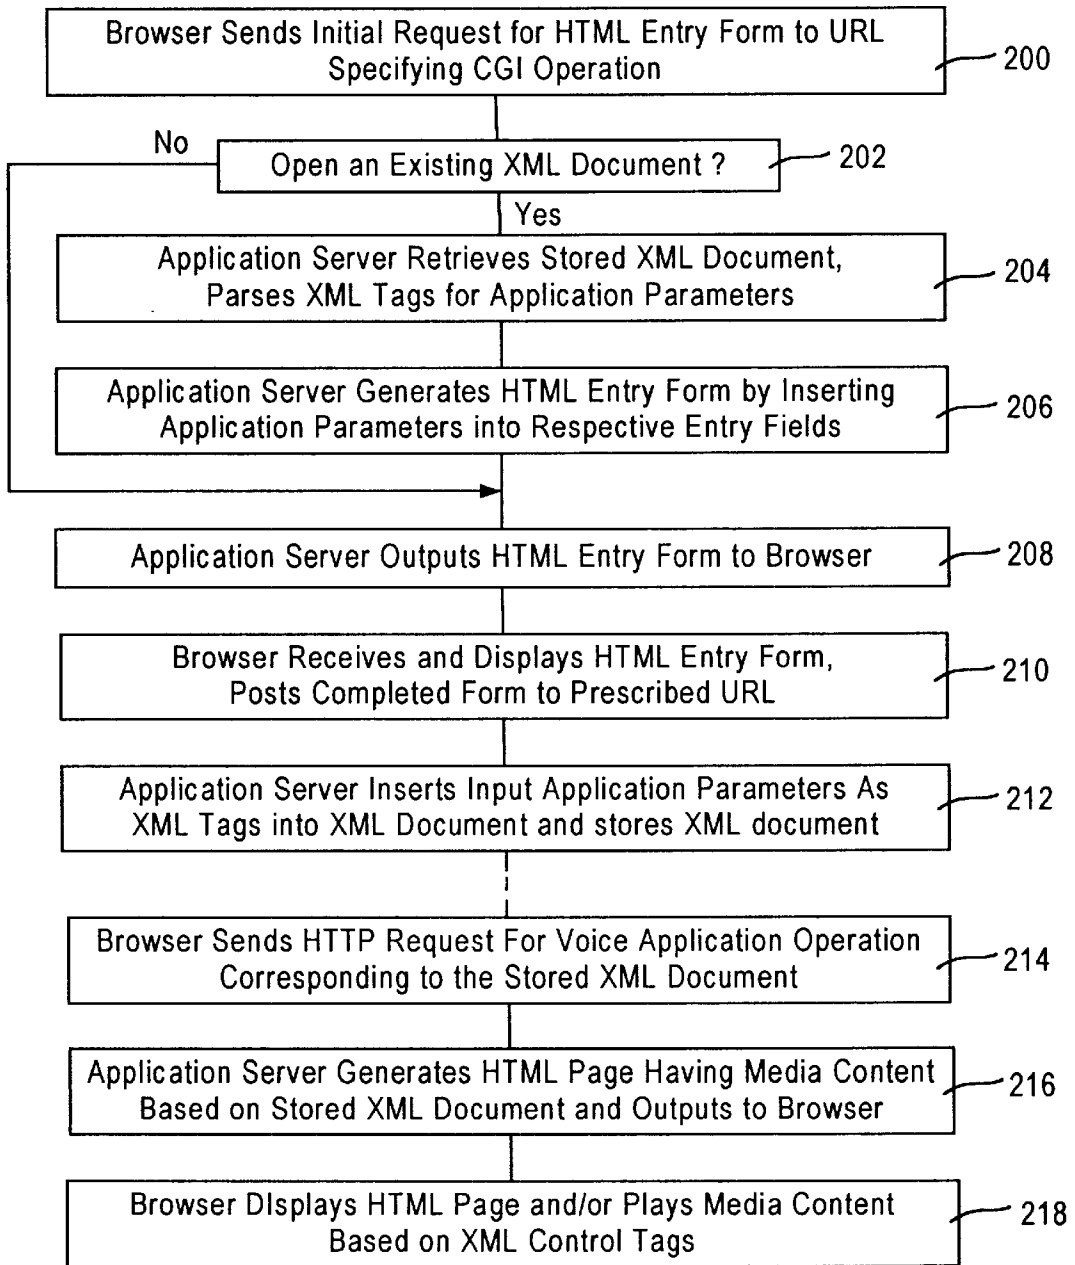 Browser Sends Initial Request for HTML Entry Form to URL
Specifying CGI Operation
200
No
Open an Existing XML Document ?
202
Yes
Application Server Retrieves Stored XML Document,
Parses XML Tags for Application Parameters
204
Application Server Generates HTML Entry Form by Inserting
Application Parameters into Respective Entry Fields
206
Application Server Outputs HTML Entry Form to Browser
208
Browser Receives and Displays HTML Entry Form,
Posts Completed Form to Prescribed URL
210
Application Server Inserts Input Application Parameters As
XML Tags into XML Document and stores XML document
212
Browser Sends HTTP Request For Voice Application Operation
Corresponding to the Stored XML Document
214
Application Server Generates HTML Page Having Media Content
Based on Stored XML Document and Outputs to Browser
216
Browser DIsplays HTML Page and/or Plays Media Content
Based on XML Control Tags
218